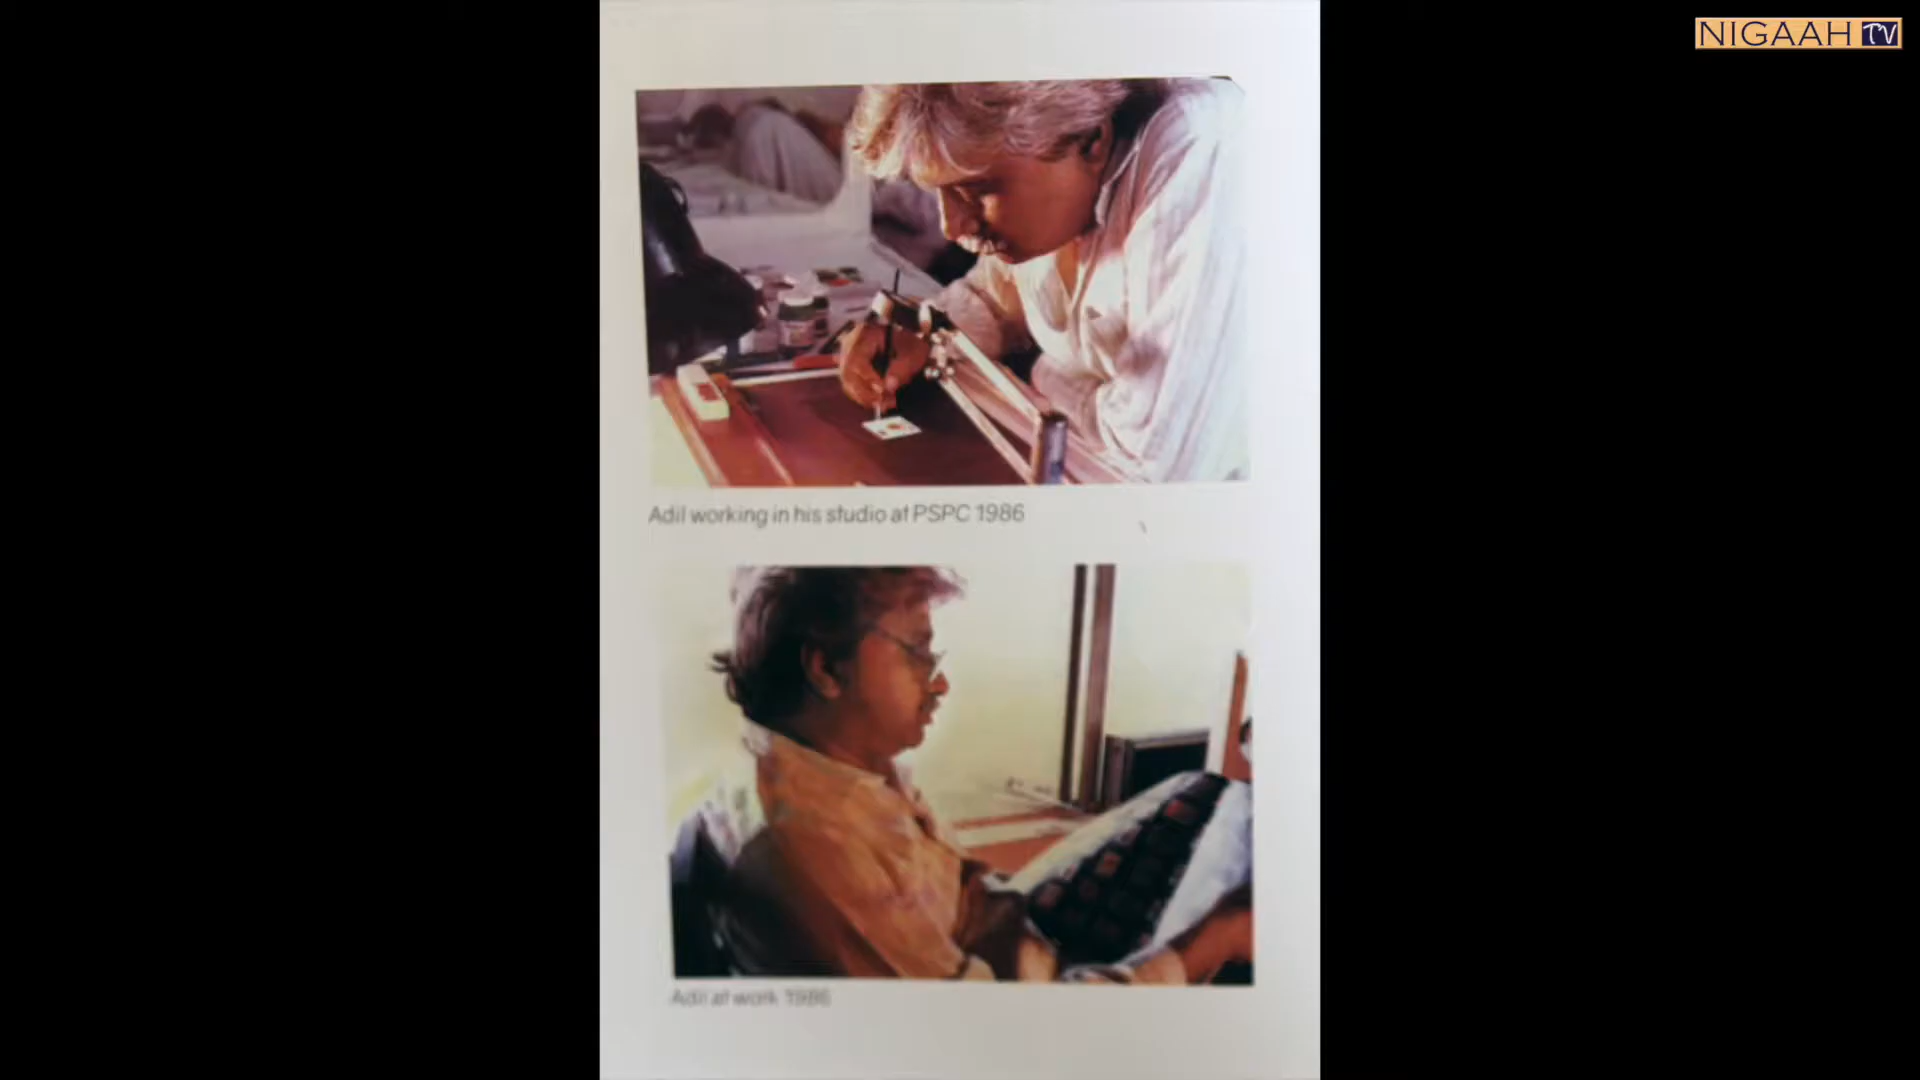 NIGAAH TV
Adil working in his studio at PSPC 1986
Adil at work 1986